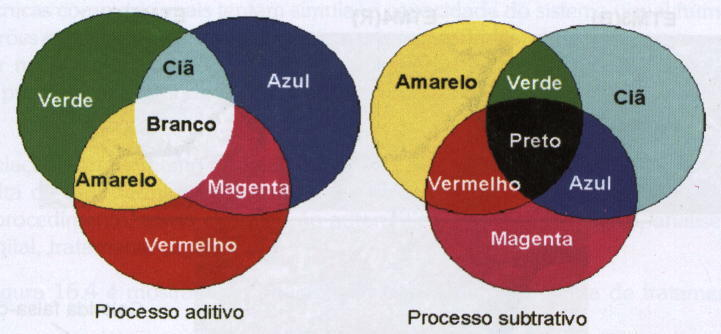 Verde
Ciã
Azul
Branco
Amarelo
Magenta
Vermelho
Processo aditivo
Amarelo
Verde
Ciã
Preto
Vermelho
Azul
Magenta
Processo subtrativo